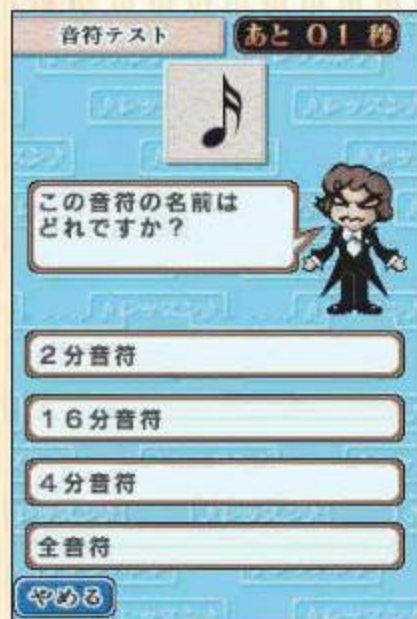 音符テスト
あと 01 秒
この音符の名前は
どれですか？
2分音符
16分音符
4分音符
全音符
やめる